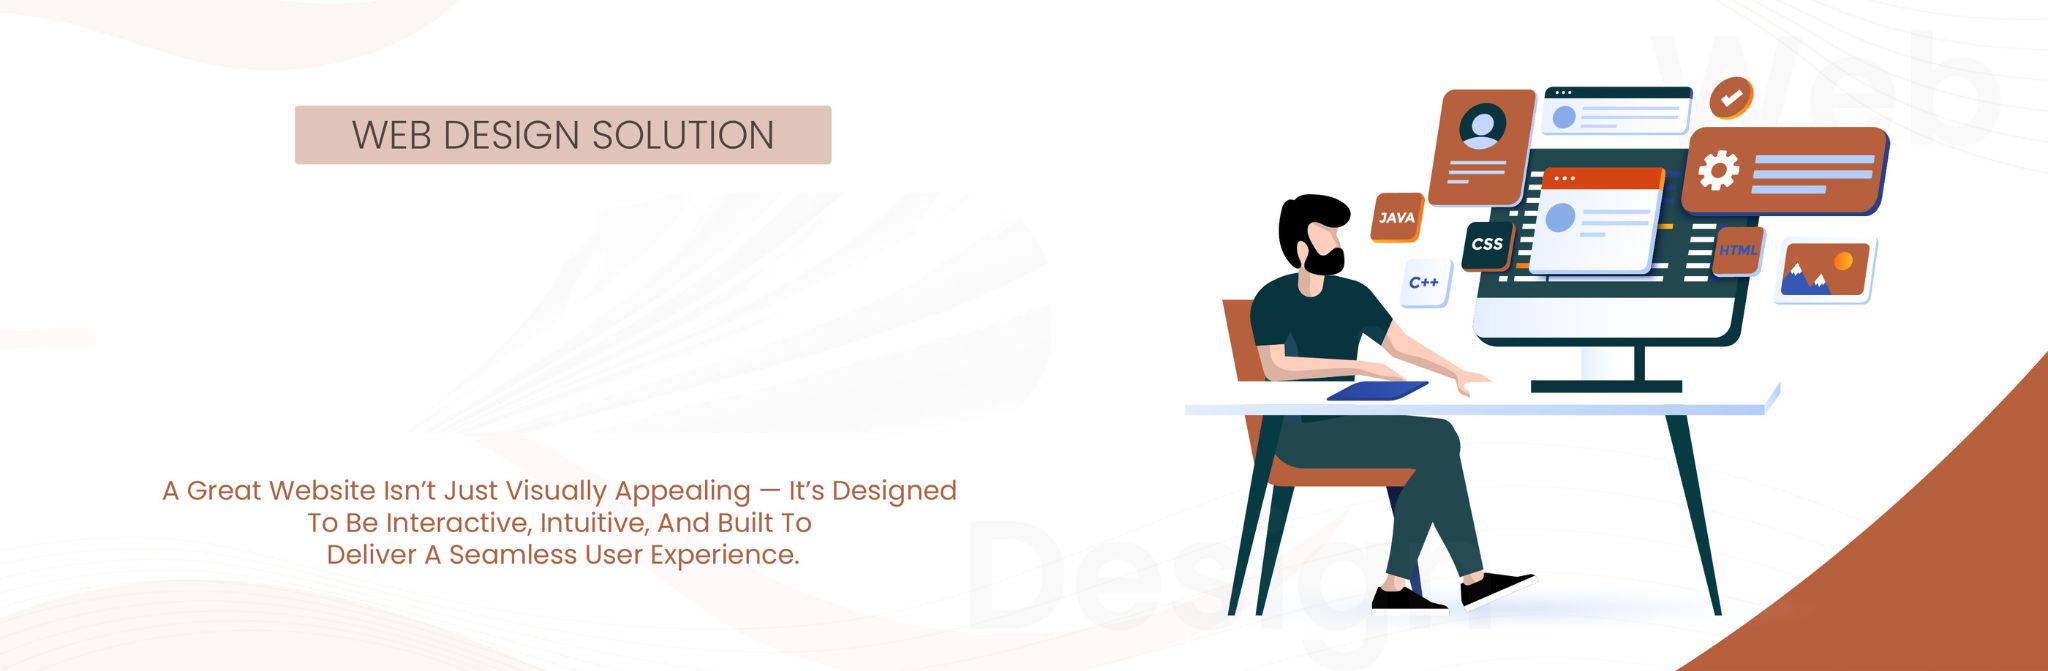 WEB DESIGN SOLUTION
A Great Website Isn’t Just Visually Appealing — It’s Designed
To Be Interactive, Intuitive, And Built To
Deliver A Seamless User Experience.
Web
JAVA
CSS
HTML
C++
Design